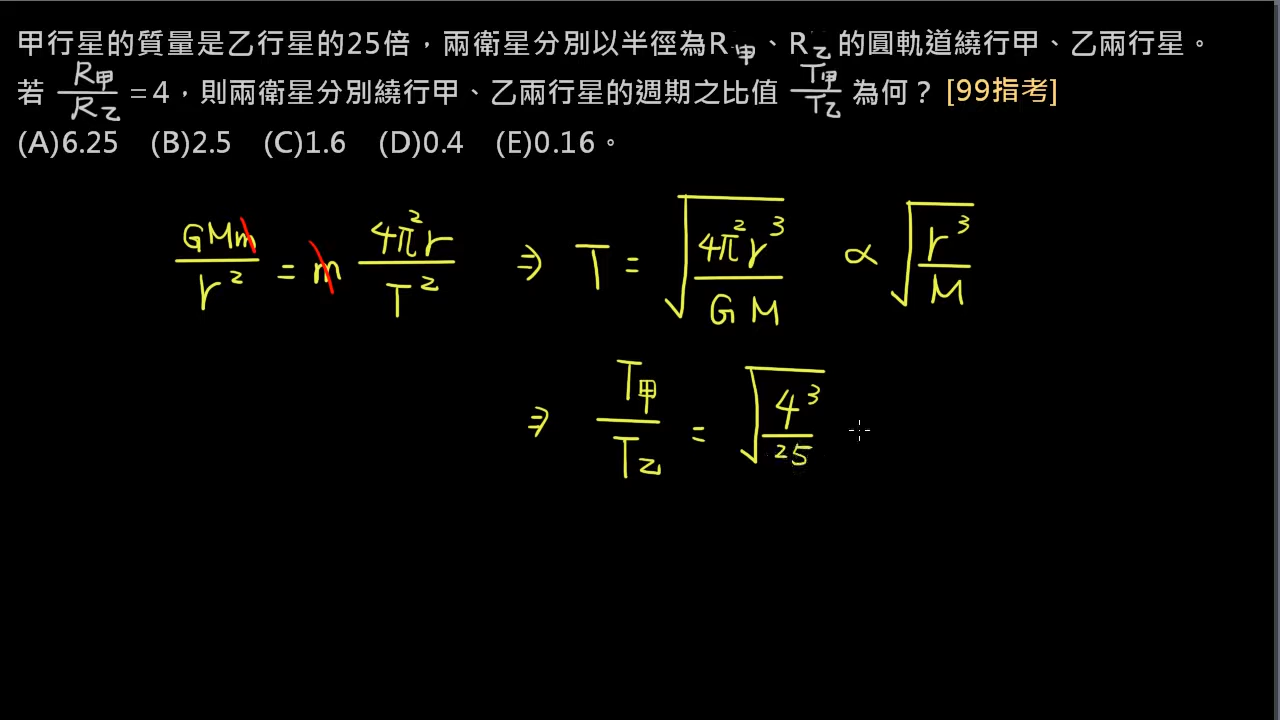 甲行星的質量是乙行星的25倍，兩衛星分別以半徑為R甲、R乙的圓軌道繞行甲、乙兩行星。
若 R甲/R乙 =4，則兩衛星分別繞行甲、乙兩行星的週期之比值 T甲/T乙 為何？ [99指考]
(A)6.25 (B)2.5 (C)1.6 (D)0.4 (E)0.16。
GMm/r² = m 4π²r/T² ⇒ T = √(4π²r³/GM) ∝ √(r³/M)
⇒ T甲/T乙 = √(4³/25)